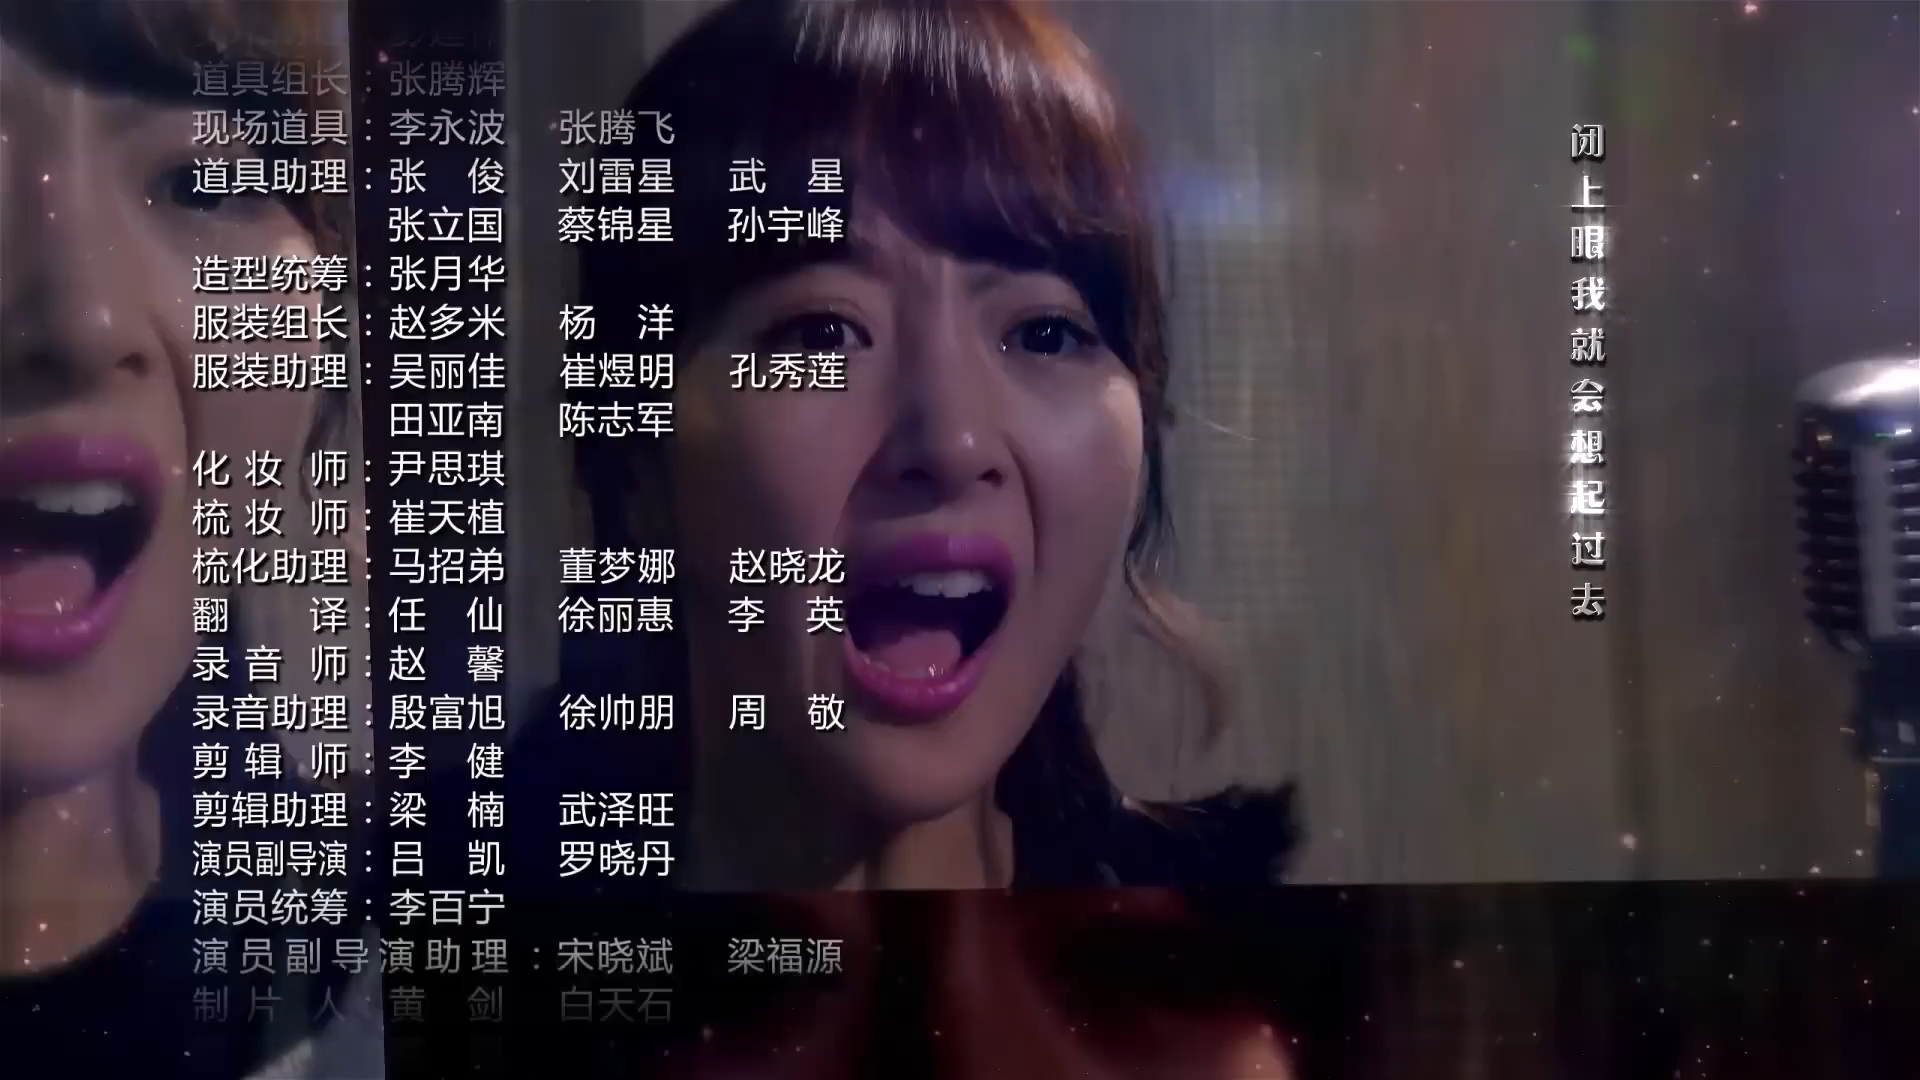 道具组长：张腾辉
现场道具：李永波 张腾飞
道具助理：张 俊 刘雷星 武 星
张立国 蔡锦星 孙宇峰
造型统筹：张月华
服装组长：赵多米 杨 洋
服装助理：吴丽佳 崔煜明 孔秀莲
田亚南 陈志军
化 妆 师：尹思琪
梳 妆 师：崔天植
梳化助理：马招弟 董梦娜 赵晓龙
翻 译：任 仙 徐丽惠 李 英
录 音 师：赵 馨
录音助理：殷富旭 徐帅朋 周 敬
剪 辑 师：李 健
剪辑助理：梁 楠 武泽旺
演员副导演：吕 凯 罗晓丹
演员统筹：李百宁
演员副导演助理：宋晓斌 梁福源
制 片 人：黄 剑 白天石
闭上眼我就会想起过去